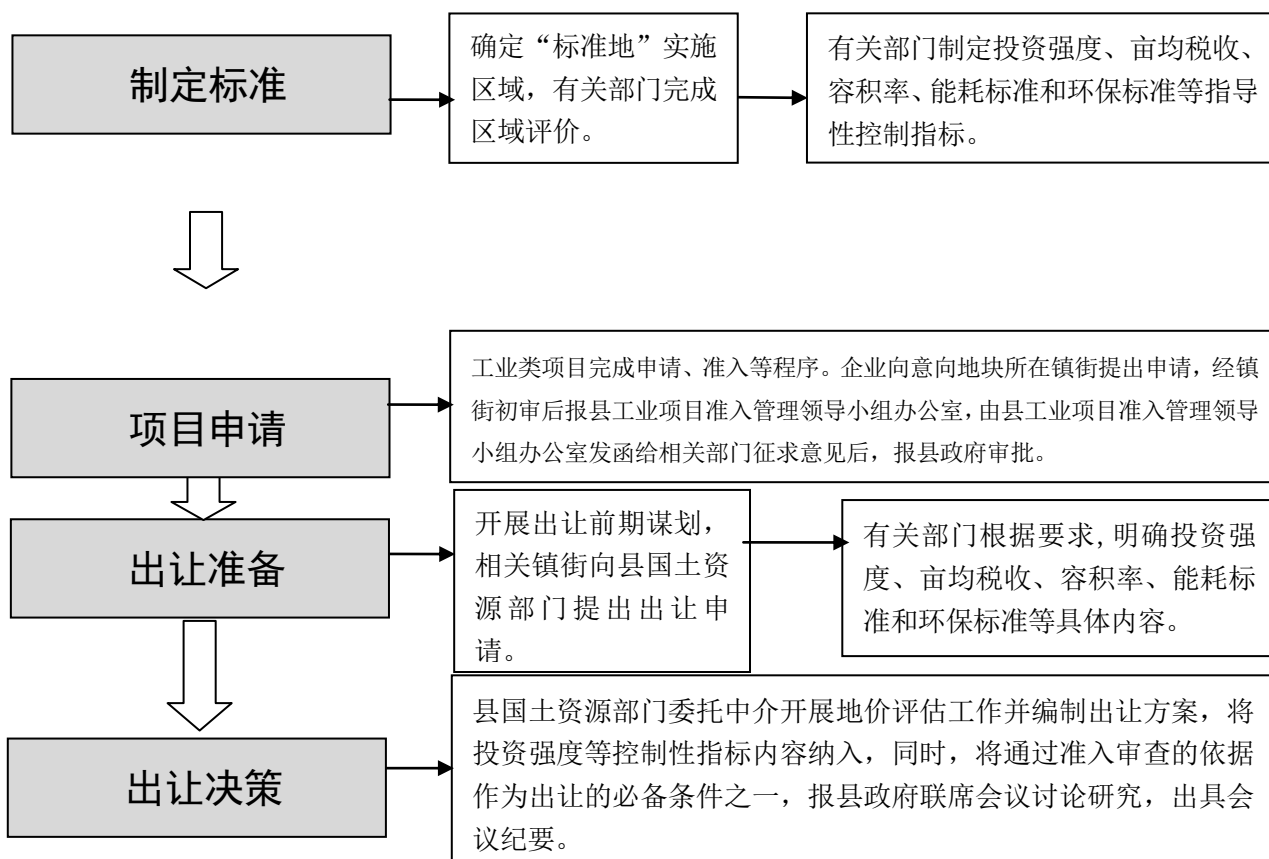 制定标准
确定“标准地”实施
区域，有关部门完成
区域评价。
有关部门制定投资强度、亩均税收、
容积率、能耗标准和环保标准等指导
性控制指标。
项目申请
工业类项目完成申请、准入等程序。企业向意向地块所在镇街提出申请，经镇
街初审后报县工业项目准入管理领导小组办公室，由县工业项目准入管理领导
小组办公室发函给相关部门征求意见后，报县政府审批。
出让准备
开展出让前期谋划，
相关镇街向县国土资
源部门提出出让申
请。
有关部门根据要求,明确投资强
度、亩均税收、容积率、能耗标
准和环保标准等具体内容。
出让决策
县国土资源部门委托中介开展地价评估工作并编制出让方案，将
投资强度等控制性指标内容纳入，同时，将通过准入审查的依据
作为出让的必备条件之一，报县政府联席会议讨论研究，出具会
议纪要。